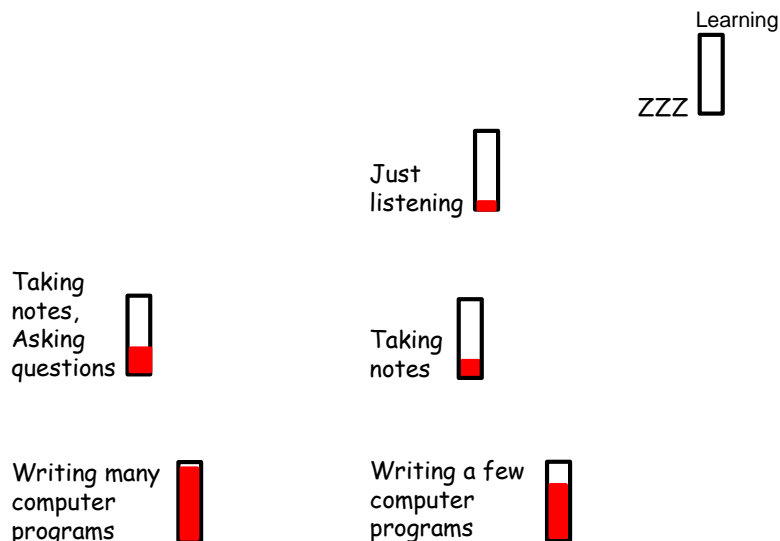 Learning
ZZZ
Just
listening
Taking
notes,
Asking
questions
Taking
notes
Writing many
computer
programs
Writing a few
computer
programs